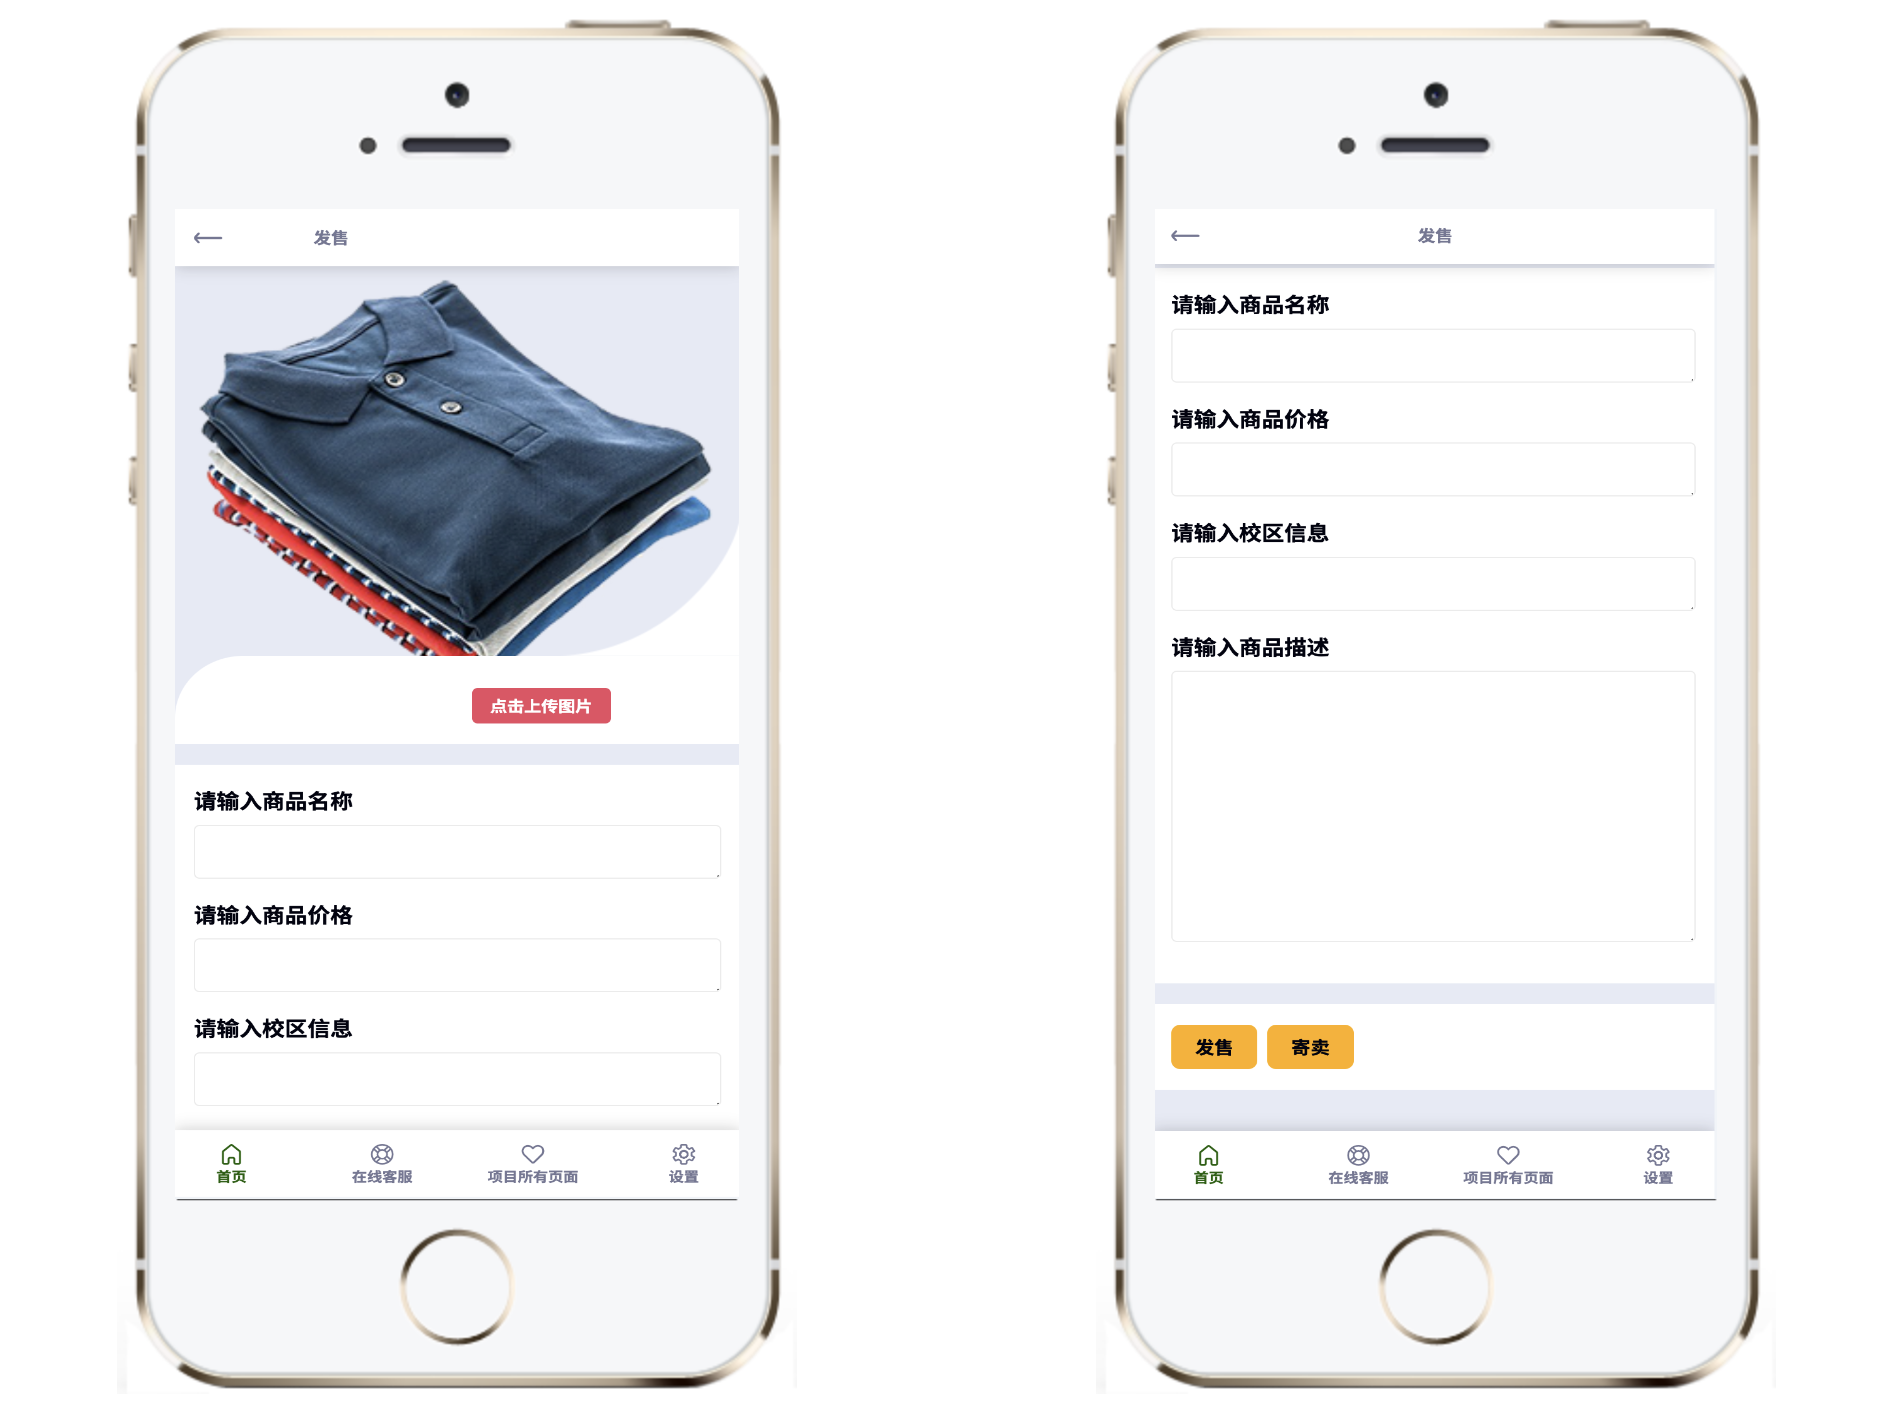 发售
点击上传图片
请输入商品名称
请输入商品价格
请输入校区信息
首页
在线客服
项目所有页面
设置
发售
请输入商品名称
请输入商品价格
请输入校区信息
请输入商品描述
发售
寄卖
首页
在线客服
项目所有页面
设置